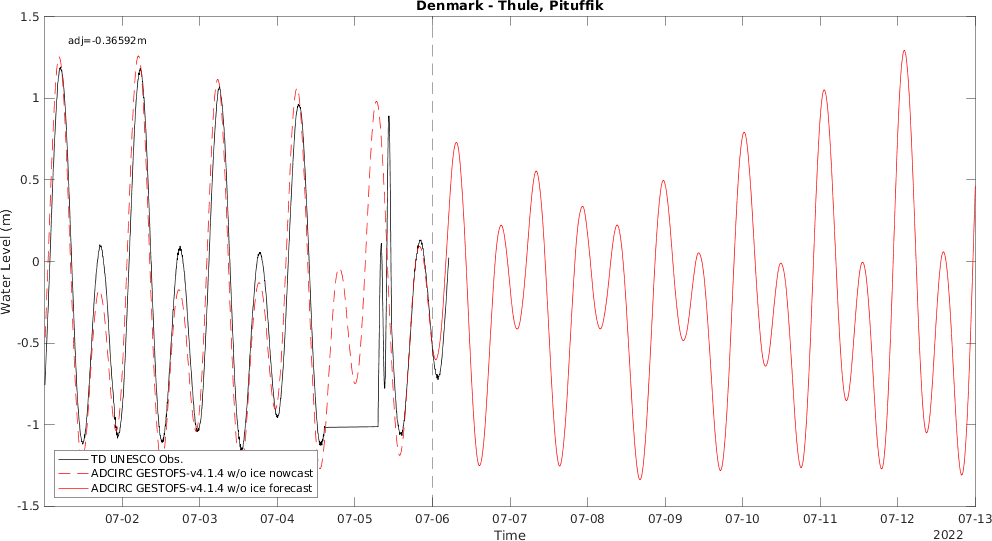 Denmark - Thule, Pituffik
adj=-0.36592m
1.5
1
0.5
0
-0.5
-1
-1.5
Water Level (m)
TD UNESCO Obs.
ADCIRC GESTOFS-v4.1.4 w/o ice nowcast
ADCIRC GESTOFS-v4.1.4 w/o ice forecast
07-02 07-03 07-04 07-05 07-06 07-07 07-08 07-09 07-10 07-11 07-12 07-13
Time
2022